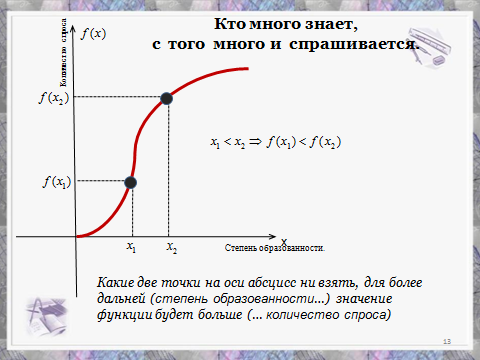 Кто много знает,
с того много и спрашивается.
Количество спроса
f(x)
f(x₂)
x₁ < x₂ ⇒ f(x₁) < f(x₂)
f(x₁)
x₁ x₂ x
Степень образованности.
Какие две точки на оси абсцисс ни взять, для более
дальней (степень образованности...) значение
функции будет больше (... количество спроса)
13